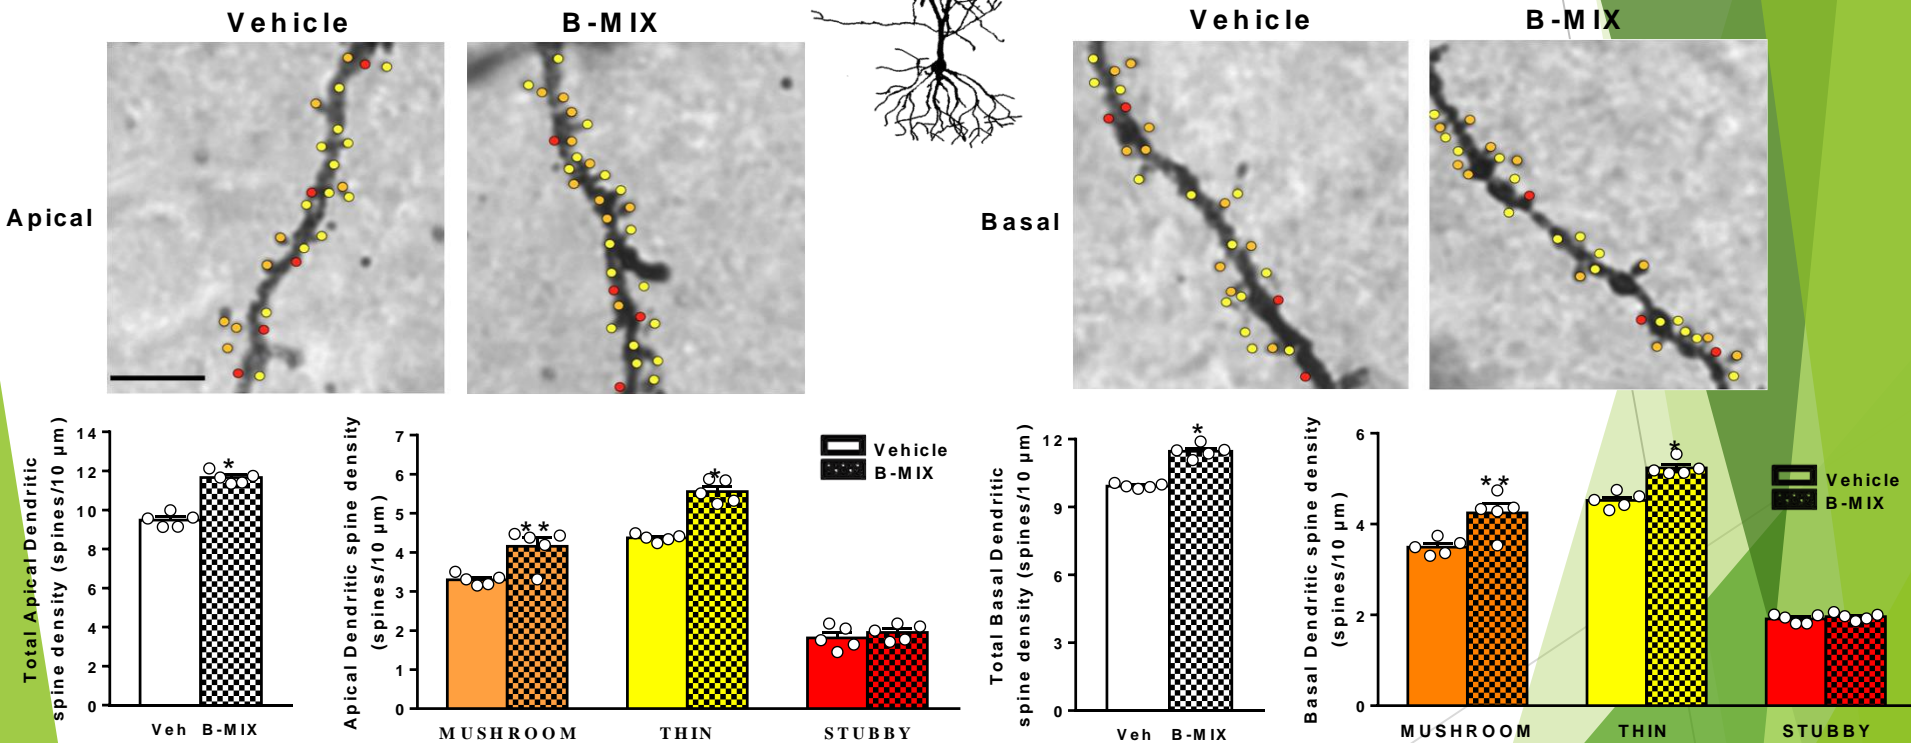 Vehicle
B-MIX
Vehicle
B-MIX
Apical
Basal
Total Apical Dendritic
spine density (spines/10 µm)
14
12
10
8
6
4
2
0
*
Veh B-MIX
Apical Dendritic spine density
(spines/10 µm)
7
6
5
4
3
2
1
0
**
*
MUSHROOM
THIN
STUBBY
Vehicle
B-MIX
Total Basal Dendritic
spine density (spines/10 µm)
12
9
6
3
0
*
Veh B-MIX
Basal Dendritic spine density
(spines/10 µm)
6
4
2
0
**
*
MUSHROOM
THIN
STUBBY
Vehicle
B-MIX